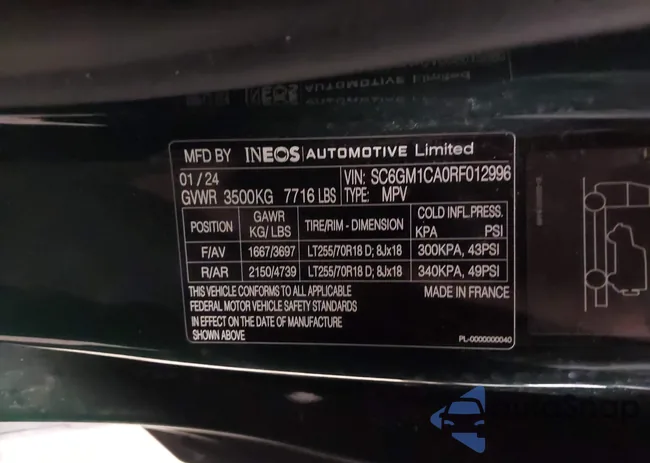 MFD BY INEOS AUTOMOTIVE Limited
01 / 24 VIN: SC6GM1CA0RF012996
GVWR 3500KG 7716 LBS TYPE: MPV
POSITION GAWR KG/ LBS TIRE/RIM - DIMENSION COLD INFL.PRESS. KPA PSI
F/AV 1667/3697 LT255/70R18 D; 8Jx18 300KPA, 43PSI
R/AR 2150/4739 LT255/70R18 D; 8Jx18 340KPA, 49PSI
THIS VEHICLE CONFORMS TO ALL APPLICABLE MADE IN FRANCE
FEDERAL MOTOR VEHICLE SAFETY STANDARDS
IN EFFECT ON THE DATE OF MANUFACTURE
SHOWN ABOVE PL-0000000040